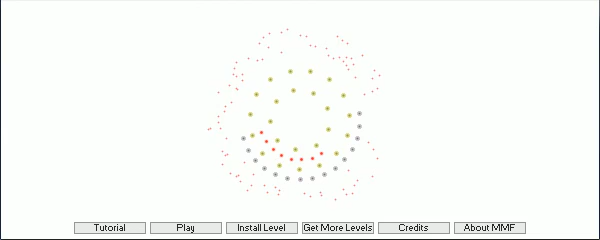 Tutorial
Play
Install Level
Get More Levels
Credits
About MMF